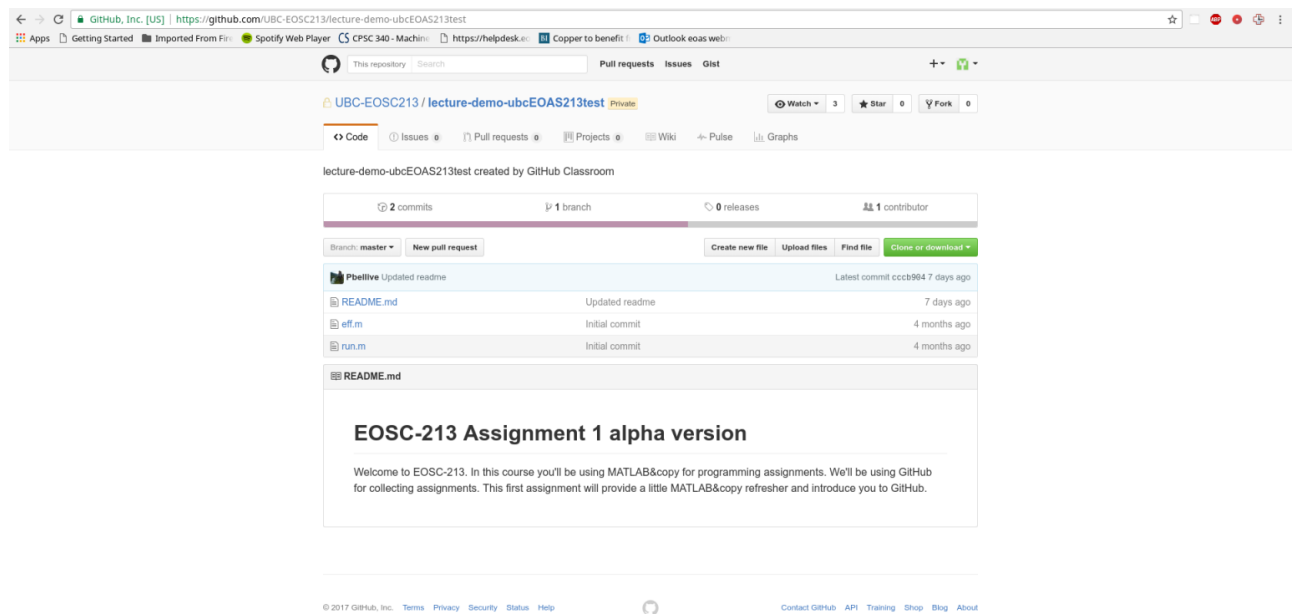 GitHub, Inc. [US] | https://github.com/UBC-EOSC213/lecture-demo-ubcEOAS213test
Apps Getting Started Imported From Fir Spotify Web Player CPSC 340 - Machin https://helpdesk.eo Copper to benefit f Outlook eoas webm
This repository Search Pull requests Issues Gist
UBC-EOSC213 / lecture-demo-ubcEOAS213test Private Watch 3 Star 0 Fork 0
Code Issues 0 Pull requests 0 Projects 0 Wiki Pulse Graphs
lecture-demo-ubcEOAS213test created by GitHub Classroom
2 commits 1 branch 0 releases 1 contributor
Branch: master New pull request Create new file Upload files Find file Clone or download
Pbellive Updated readme Latest commit cccb904 7 days ago
README.md Updated readme 7 days ago
eff.m Initial commit 4 months ago
run.m Initial commit 4 months ago
README.md
EOSC-213 Assignment 1 alpha version
Welcome to EOSC-213. In this course you'll be using MATLAB&copy for programming assignments. We'll be using GitHub
for collecting assignments. This first assignment will provide a little MATLAB&copy refresher and introduce you to GitHub.
© 2017 GitHub, Inc. Terms Privacy Security Status Help Contact GitHub API Training Shop Blog About